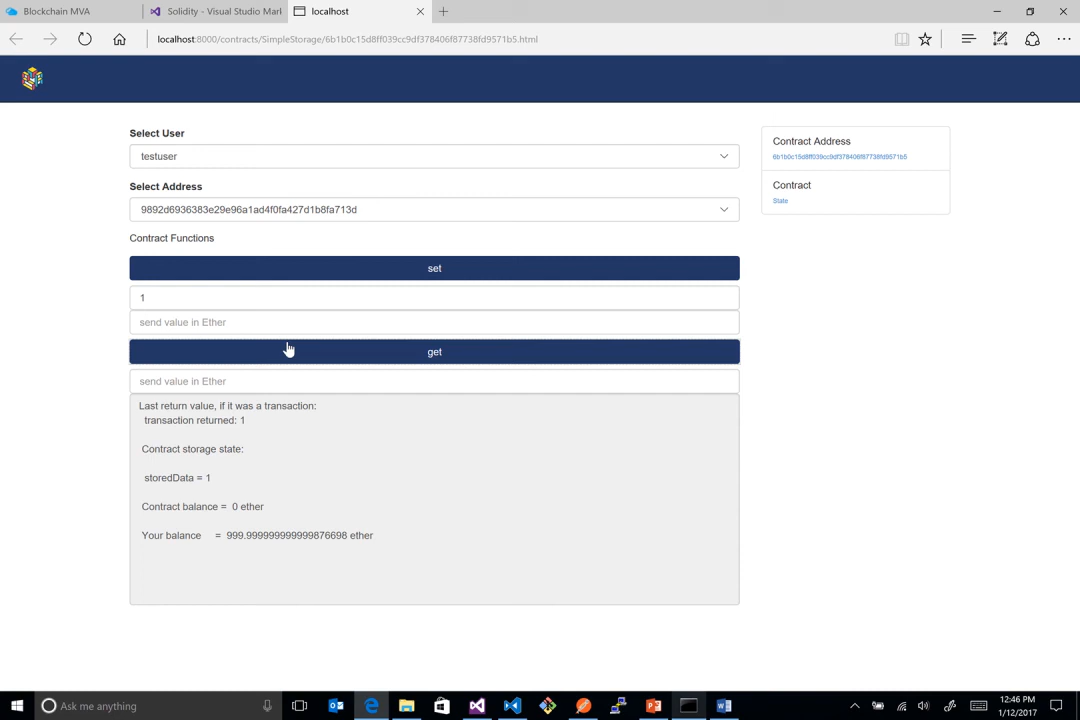 Blockchain MVA
Solidity - Visual Studio Marl
localhost
localhost:8000/contracts/SimpleStorage/6b1b0c15d8ff039cc9df378406f87738fd9571b5.html
Select User
testuser
Select Address
9892d6936383e29e96a1ad4f0fa427d1b8fa713d
Contract Functions
set
1
send value in Ether
get
send value in Ether
Last return value, if it was a transaction:
transaction returned: 1
Contract storage state:
storedData = 1
Contract balance = 0 ether
Your balance = 999.999999999999876698 ether
Contract Address
6b1b0c15d8ff039cc9df378406f87738fd9571b5
Contract
State
Ask me anything
12:46 PM
1/12/2017